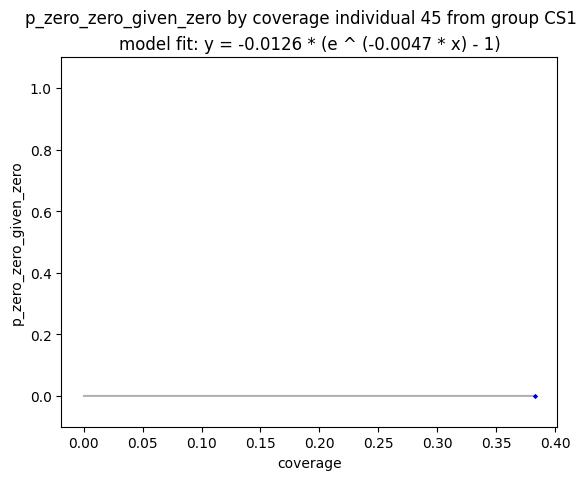 p_zero_zero_given_zero by coverage individual 45 from group CS1
model fit: y = -0.0126 * (e ^ (-0.0047 * x) - 1)
1.0
0.8
0.6
0.4
0.2
0.0
p_zero_zero_given_zero
0.00 0.05 0.10 0.15 0.20 0.25 0.30 0.35 0.40
coverage